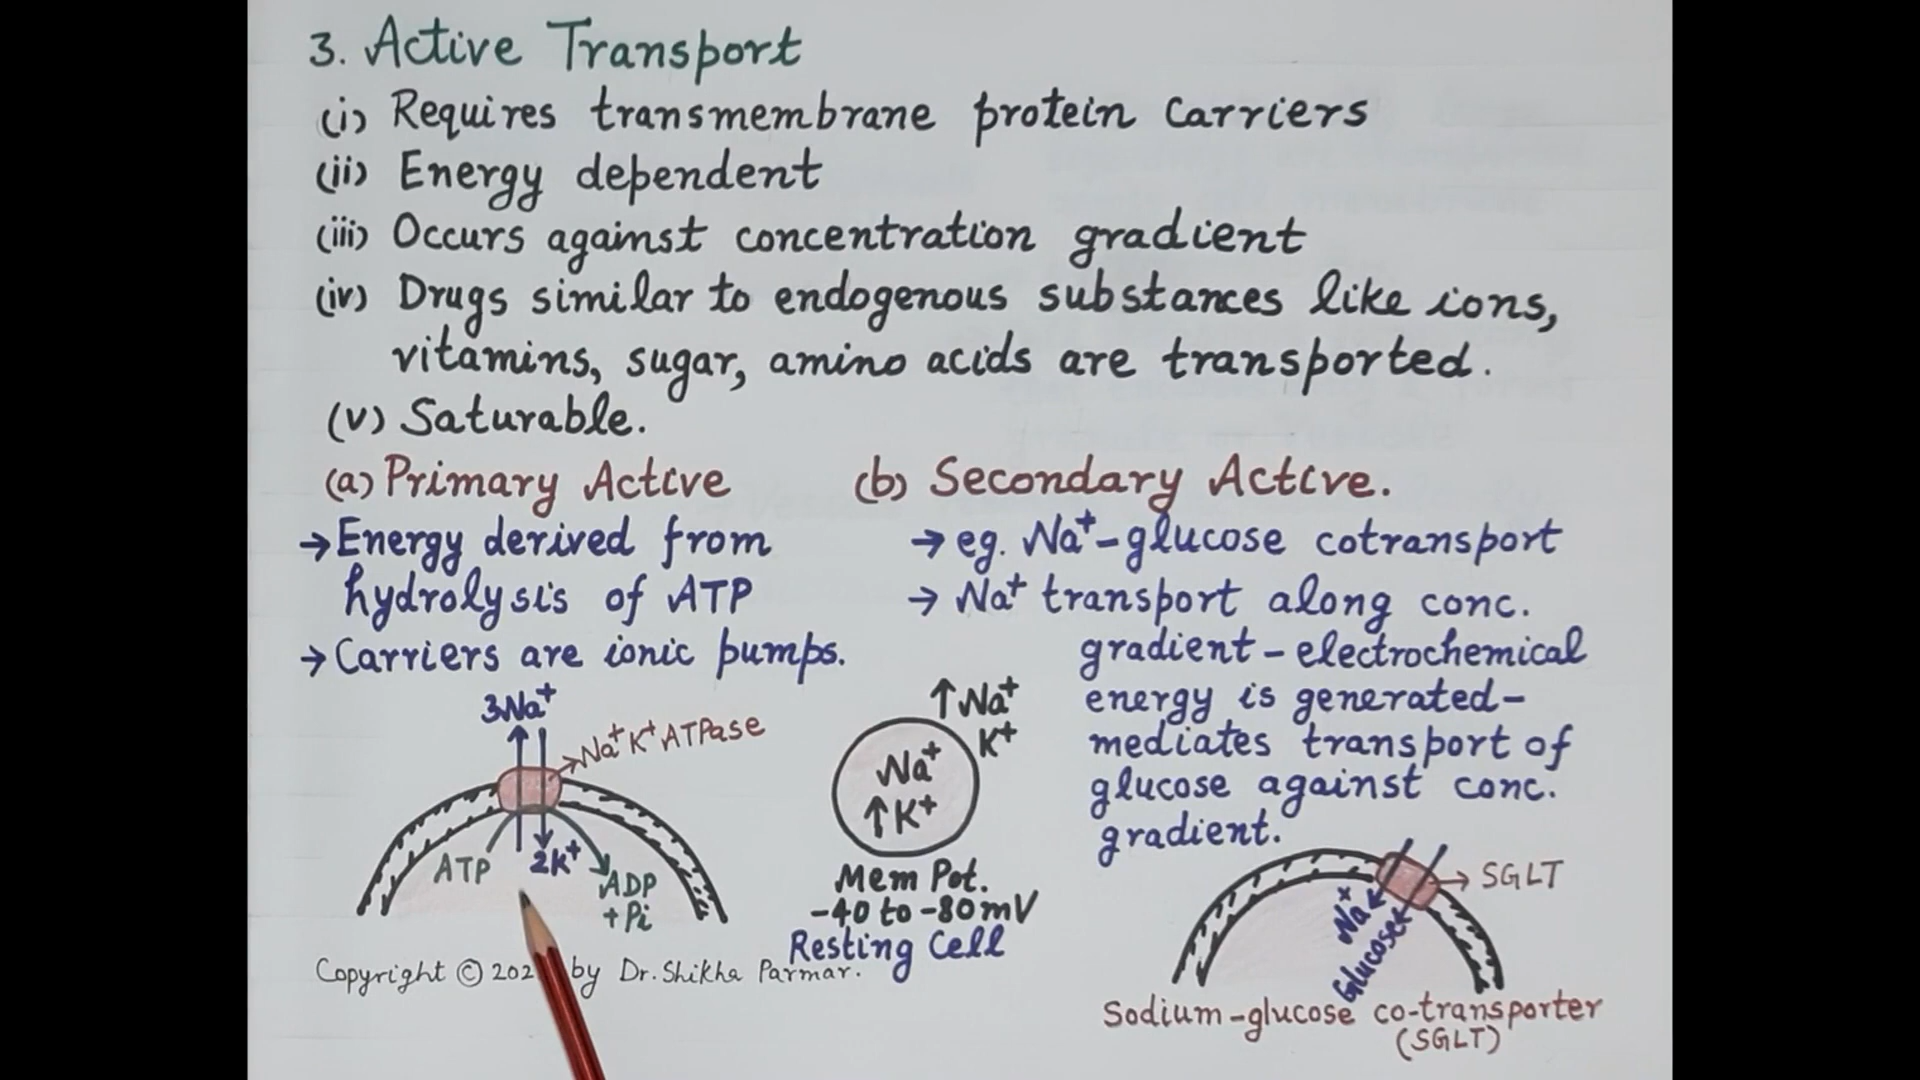 3. Active Transport
(i) Requires transmembrane protein carriers
(ii) Energy dependent
(iii) Occurs against concentration gradient
(iv) Drugs similar to endogenous substances like ions,
vitamins, sugar, amino acids are transported.
(v) Saturable.
(a) Primary Active
→ Energy derived from
hydrolysis of ATP
→ Carriers are ionic pumps.
3Na⁺
→ Na⁺K⁺ATPase
ATP
2K⁺
ADP
+ Pi
↑Na⁺
K⁺
Na⁺
↑K⁺
Mem Pot.
-40 to -80mV
Resting Cell
(b) Secondary Active.
→ eg. Na⁺-glucose cotransport
→ Na⁺ transport along conc.
gradient - electrochemical
energy is generated-
mediates transport of
glucose against conc.
gradient.
→ SGLT
Na⁺
Glucose
Sodium-glucose co-transporter
(SGLT)
Copyright © by Dr. Shikha Parmar.